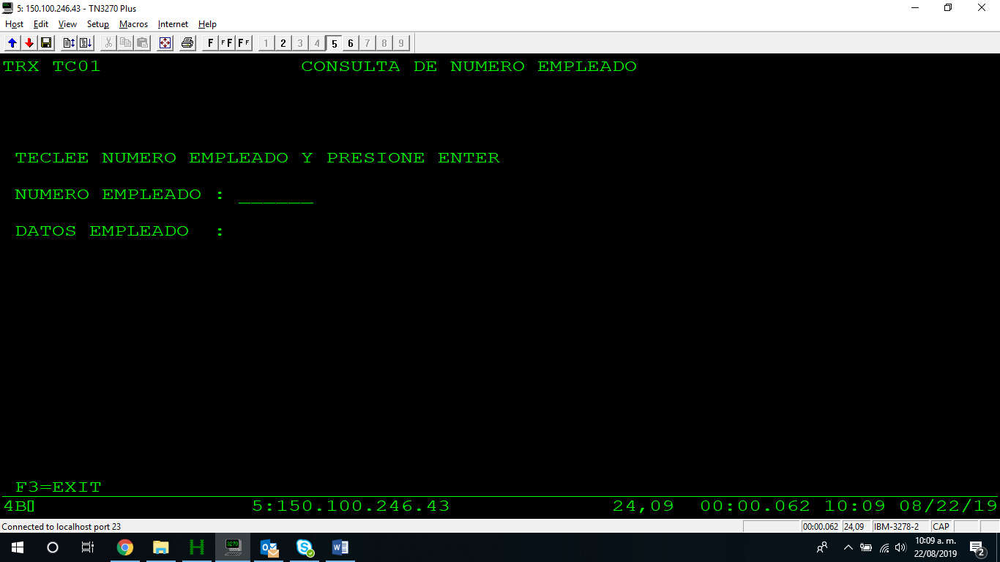 5: 150.100.246.43 - TN3270 Plus
Host Edit View Setup Macros Internet Help
F F F F F 1 2 3 4 5 6 7 8 9
TRX TC01 CONSULTA DE NUMERO EMPLEADO
TECLEE NUMERO EMPLEADO Y PRESIONE ENTER
NUMERO EMPLEADO : ______
DATOS EMPLEADO :
F3=EXIT
4B 5:150.100.246.43 24,09 00:00.062 10:09 08/22/19
Connected to localhost port 23 00:00.062 24,09 IBM-3278-2 CAP
H 3270 O S W 10:09 a. m.
22/08/2019 2